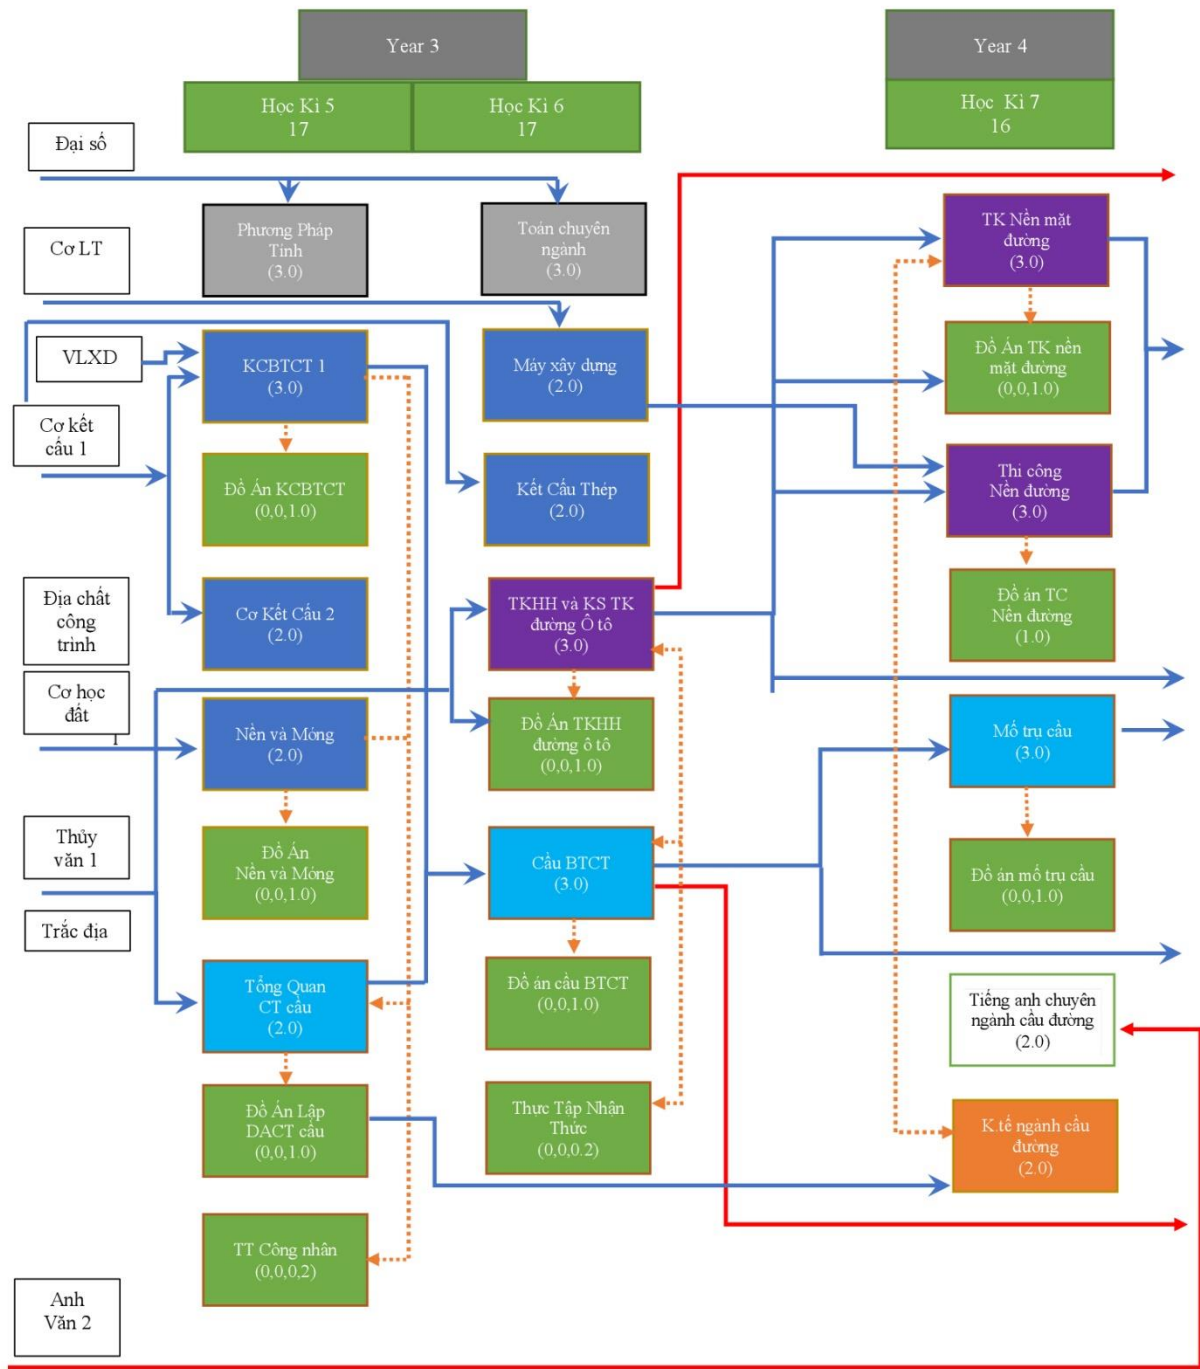 Year 3
Year 4
Học Kì 5
17
Học Kì 6
17
Học Kì 7
16
Đại số
Cơ LT
VLXD
Cơ kết
cấu 1
Địa chất
công
trình
Cơ học
đất
1
Thủy
văn 1
Trắc địa
Anh
Văn 2
Phương Pháp
Tính
(3.0)
KCBTCT 1
(3.0)
Đồ Án KCBTCT
(0,0,1.0)
Cơ Kết Cấu 2
(2.0)
Nền và Móng
(2.0)
Đồ Án
Nền và Móng
(0,0,1.0)
Tổng Quan
CT cầu
(2.0)
Đồ Án Lập
DACT cầu
(0,0,1.0)
TT Công nhân
(0,0,0,2)
Toán chuyên
ngành
(3.0)
Máy xây dựng
(2.0)
Kết Cấu Thép
(2.0)
TKHH và KS TK
đường Ô tô
(3.0)
Đồ Án TKHH
đường ô tô
(0,0,1.0)
Cầu BTCT
(3.0)
Đồ án cầu BTCT
(0,0,1.0)
Thực Tập Nhận
Thức
(0,0,0.2)
TK Nền mặt
đường
(3.0)
Đồ Án TK nền
mặt đường
(0,0,1.0)
Thi công
Nền đường
(3.0)
Đồ án TC
Nền đường
(1.0)
Mố trụ cầu
(3.0)
Đồ án mố trụ cầu
(0,0,1.0)
Tiếng anh chuyên
ngành cầu đường
(2.0)
K.tế ngành cầu
đường
(2.0)